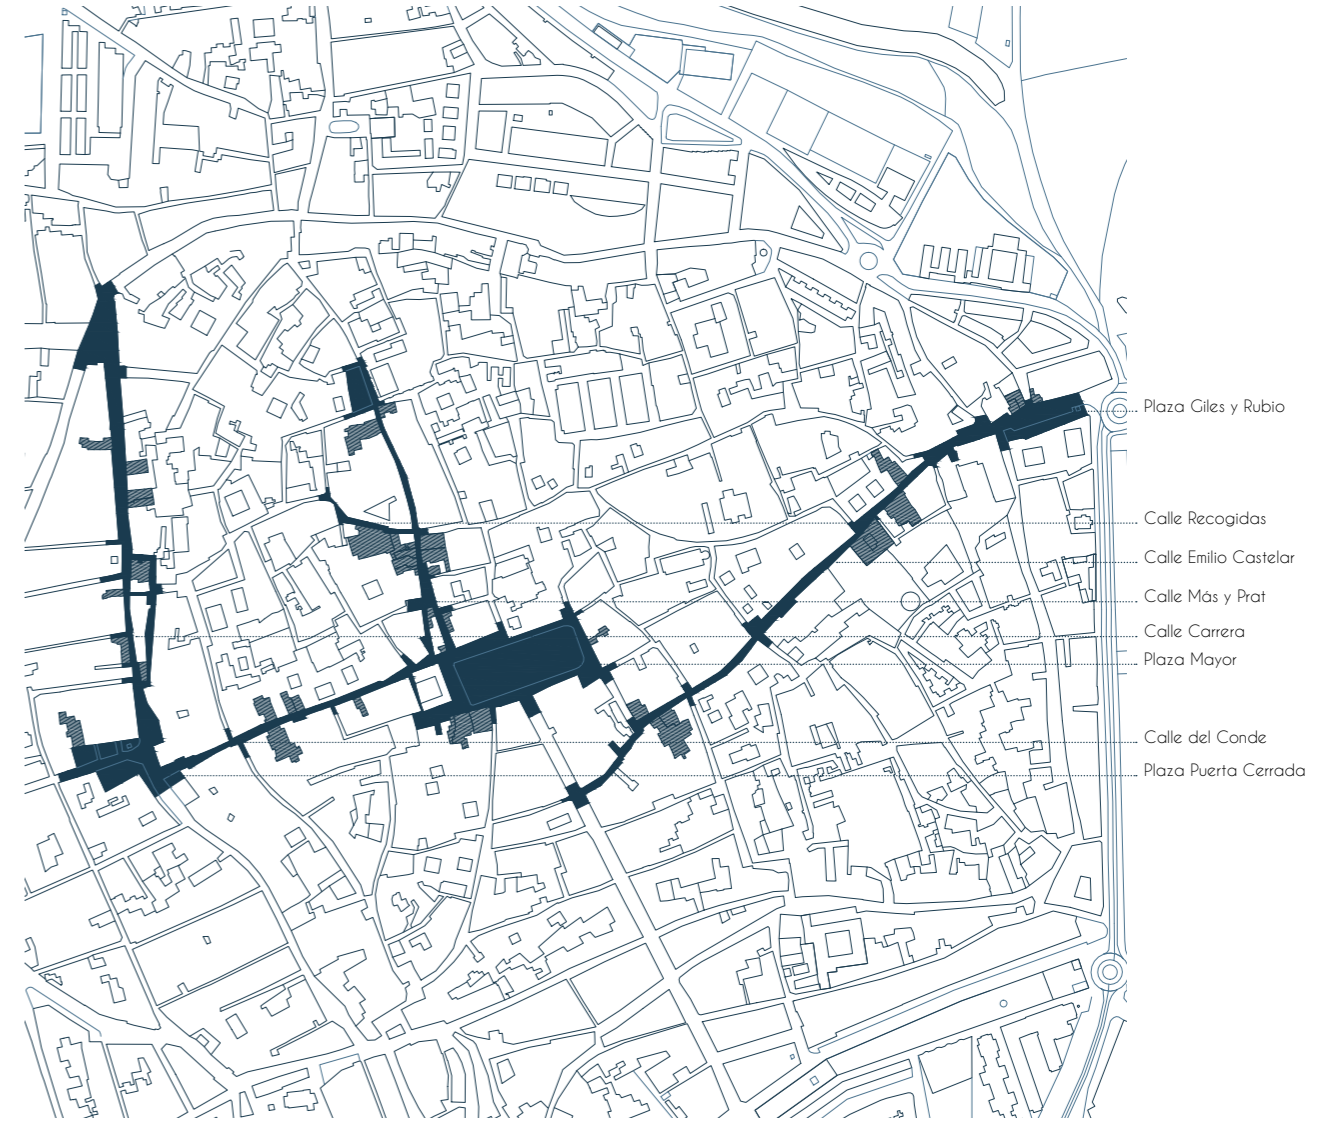 Plaza Giles y Rubio
Calle Recogidas
Calle Emilio Castelar
Calle Más y Prat
Calle Carrera
Plaza Mayor
Calle del Conde
Plaza Puerta Cerrada